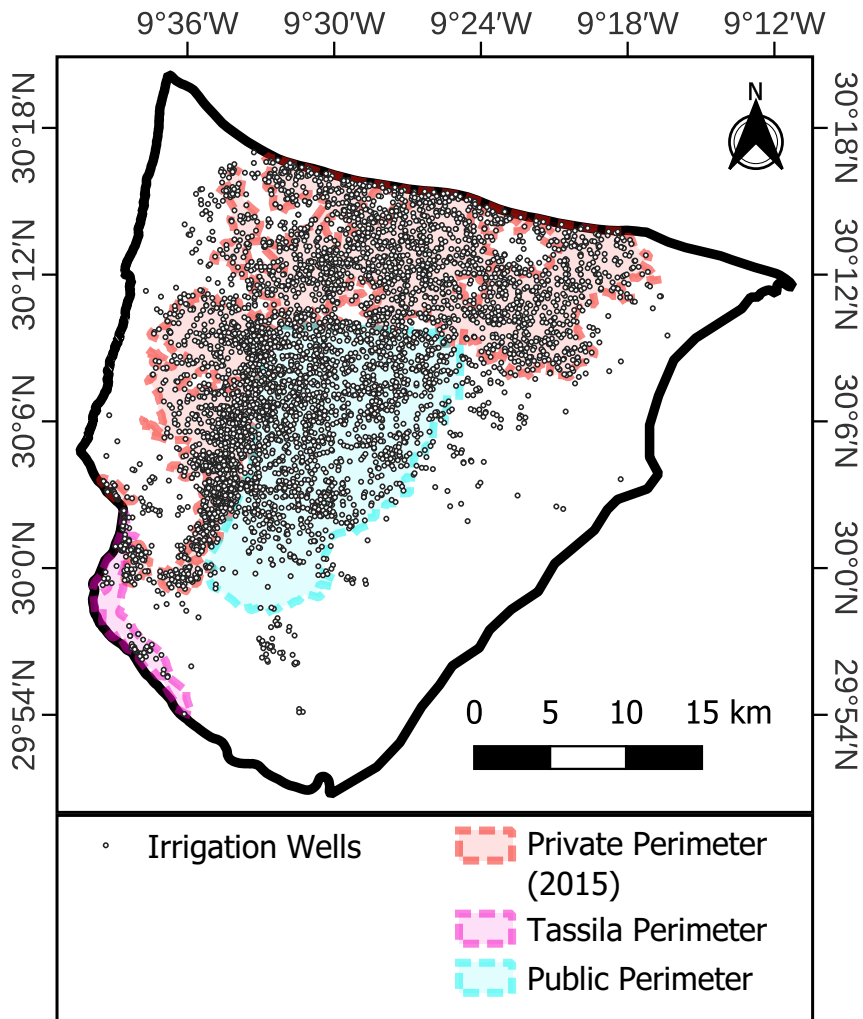 9°36′W 9°30′W 9°24′W 9°18′W 9°12′W
N
30°18′N 30°18′N
30°12′N 30°12′N
30°6′N 30°6′N
30°0′N 30°0′N
29°54′N 29°54′N
0 5 10 15 km
Irrigation Wells
Private Perimeter
(2015)
Tassila Perimeter
Public Perimeter